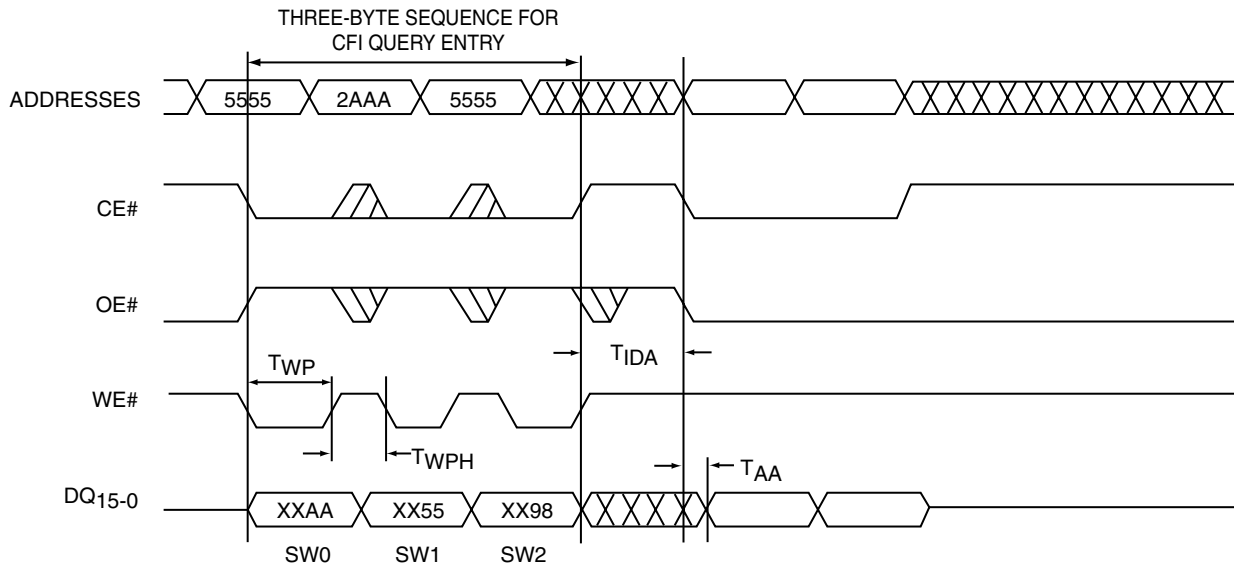 THREE-BYTE SEQUENCE FOR
CFI QUERY ENTRY
ADDRESSES
5555
2AAA
5555
CE#
OE#
TIDA
TWP
WE#
TWPH
TAA
DQ15-0
XXAA
XX55
XX98
SW0
SW1
SW2